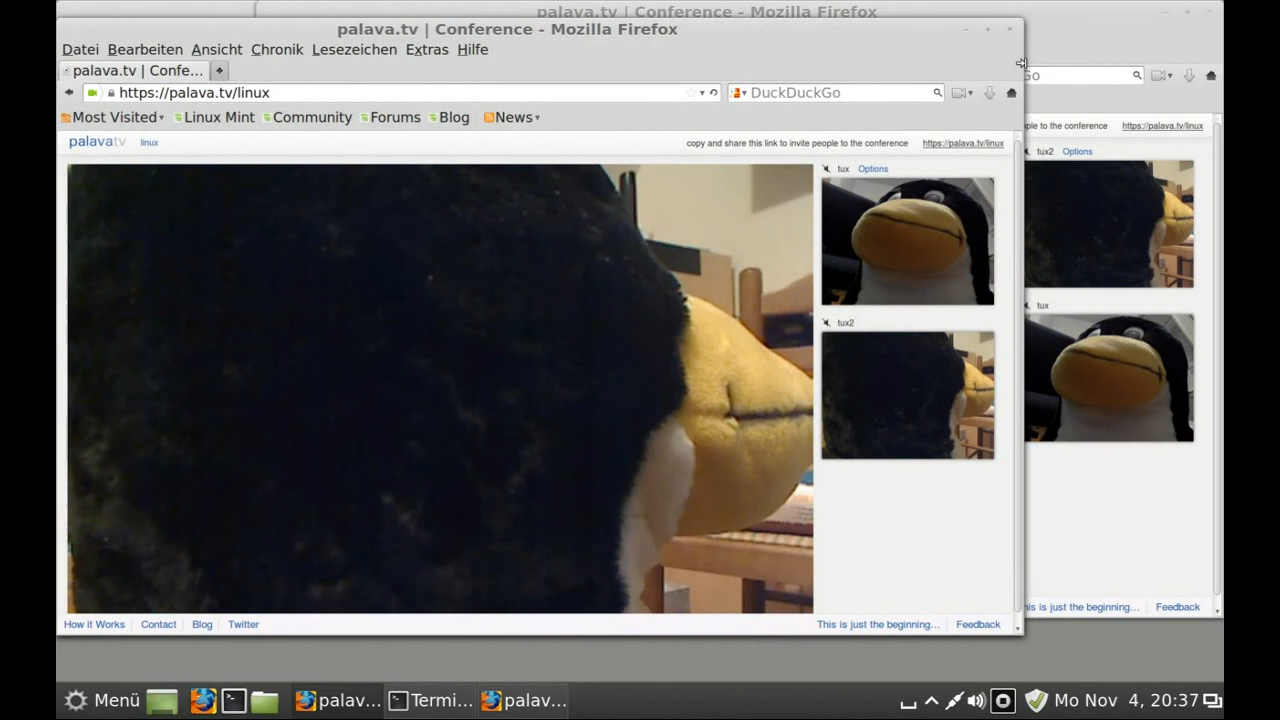 palava.tv | Conference - Mozilla Firefox
palava.tv | Conference - Mozilla Firefox
Datei Bearbeiten Ansicht Chronik Lesezeichen Extras Hilfe
palava.tv | Confe...
https://palava.tv/linux
DuckDuckGo
Go
Most Visited
Linux Mint
Community
Forums
Blog
News
ple to the conference https://palava.tv/linux
palavatv linux
copy and share this link to invite people to the conference https://palava.tv/linux
tux2 Options
tux Options
tux
tux2
his is just the beginning... Feedback
How it Works Contact Blog Twitter
This is just the beginning... Feedback
Menü
palav...
Termi...
palav...
Mo Nov 4, 20:37